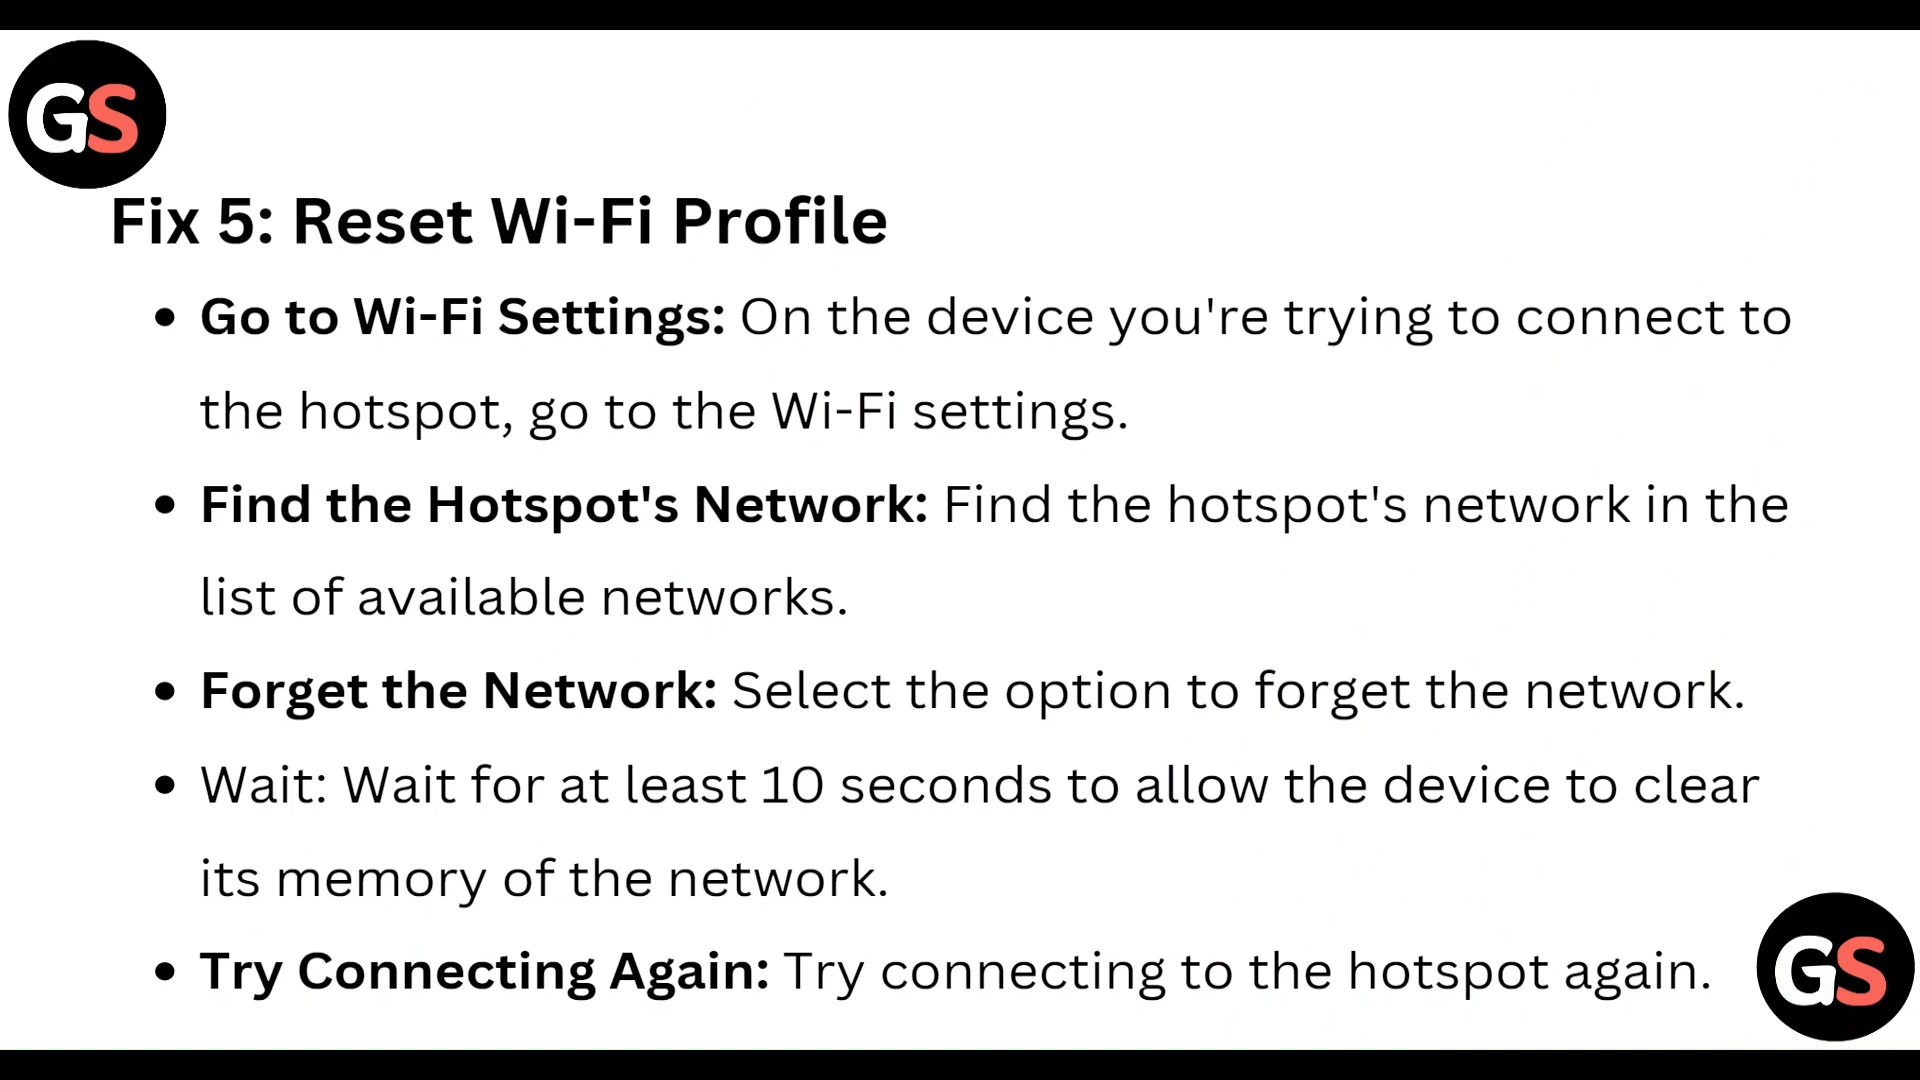 GS
Fix 5: Reset Wi-Fi Profile
• Go to Wi-Fi Settings: On the device you're trying to connect to
the hotspot, go to the Wi-Fi settings.
• Find the Hotspot's Network: Find the hotspot's network in the
list of available networks.
• Forget the Network: Select the option to forget the network.
• Wait: Wait for at least 10 seconds to allow the device to clear
its memory of the network.
• Try Connecting Again: Try connecting to the hotspot again.
GS